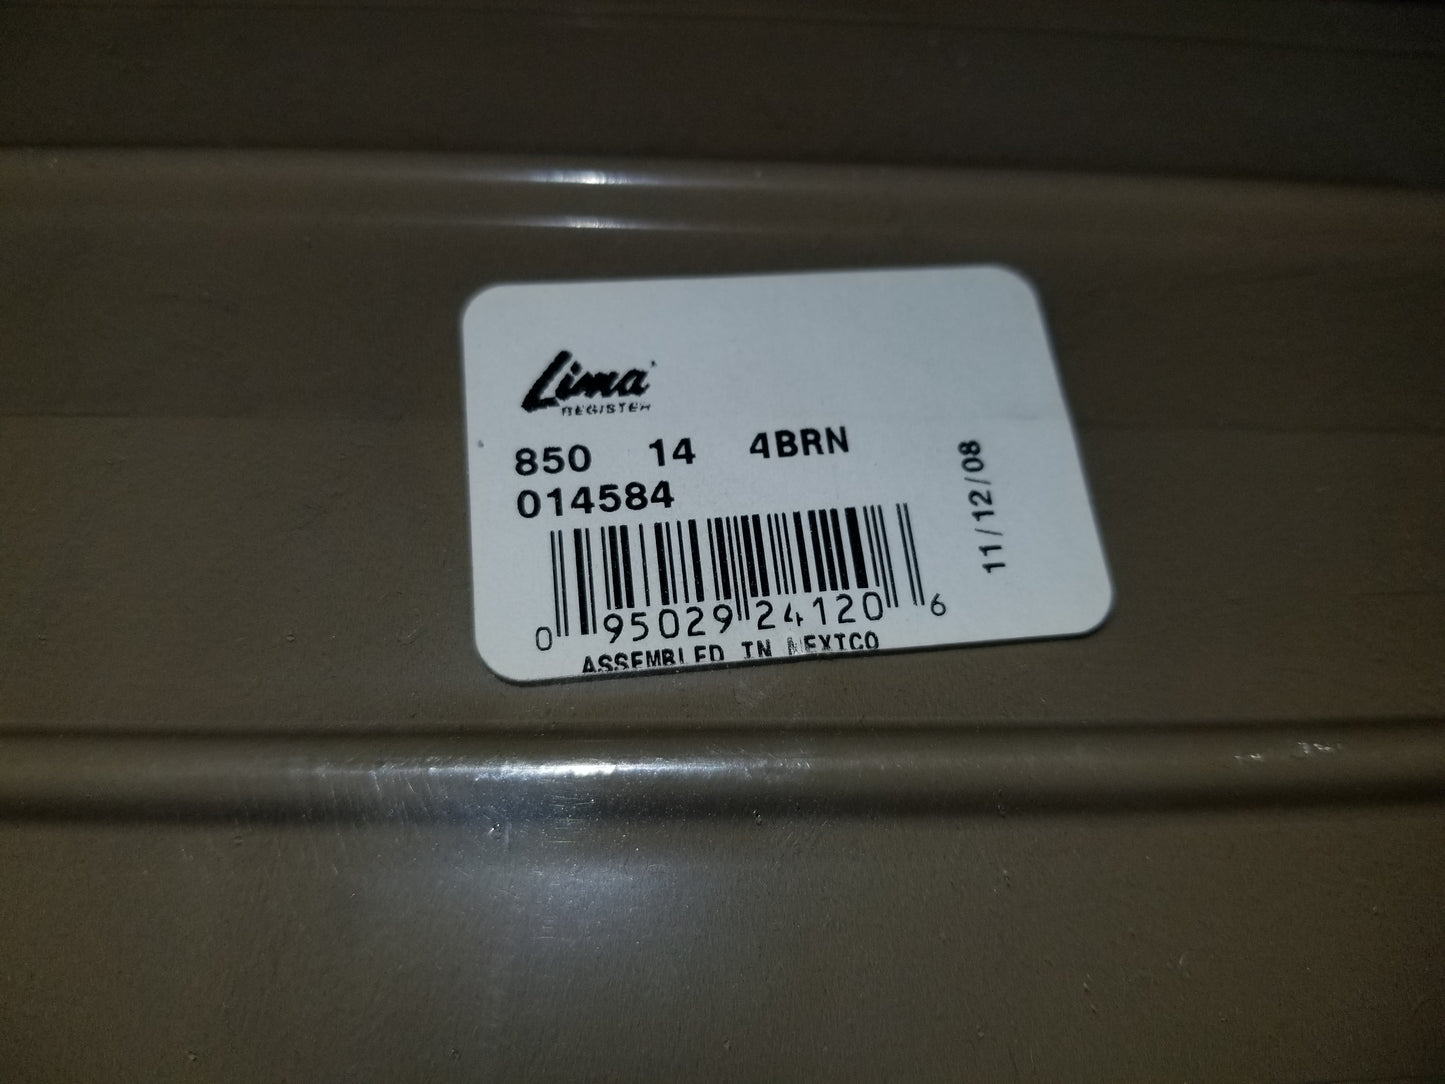 Lima
REGISTER
850 14 4BRN
014584
11/12/08
0 95029 24120 6
ASSEMBLED IN MEXICO